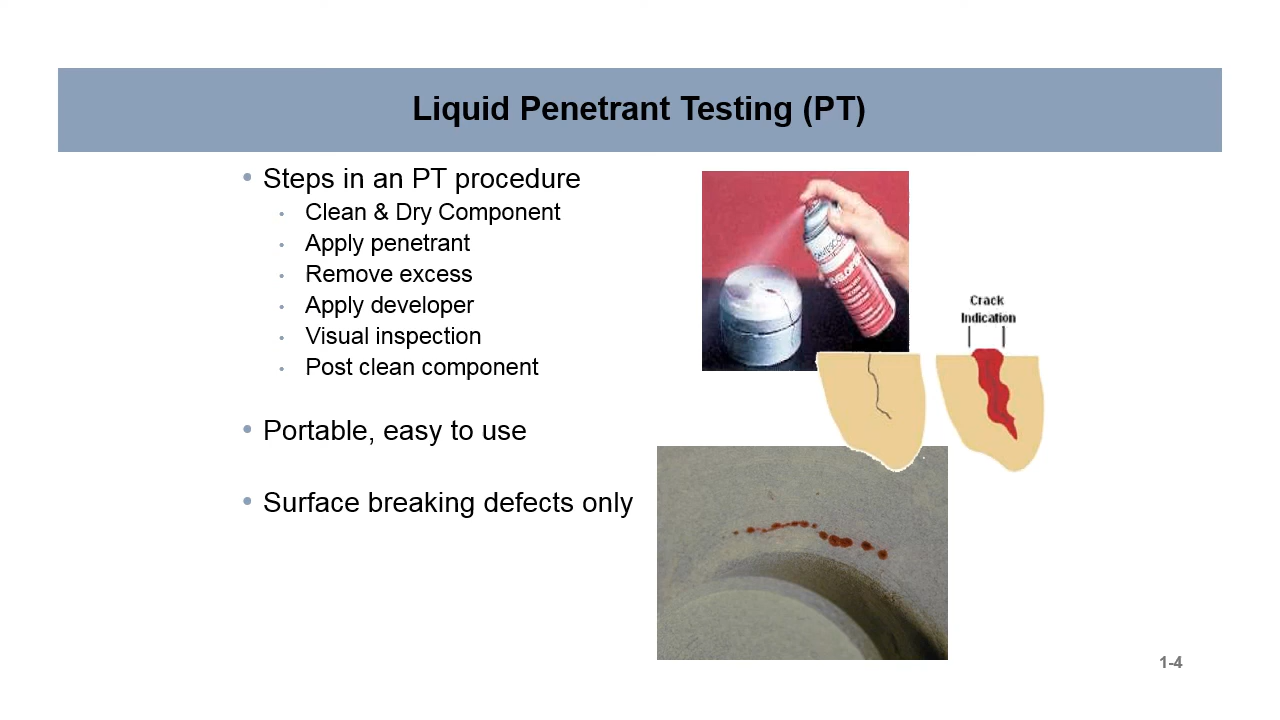 Liquid Penetrant Testing (PT)
• Steps in an PT procedure
• Clean & Dry Component
• Apply penetrant
• Remove excess
• Apply developer
• Visual inspection
• Post clean component
• Portable, easy to use
• Surface breaking defects only
Crack
Indication
1-4